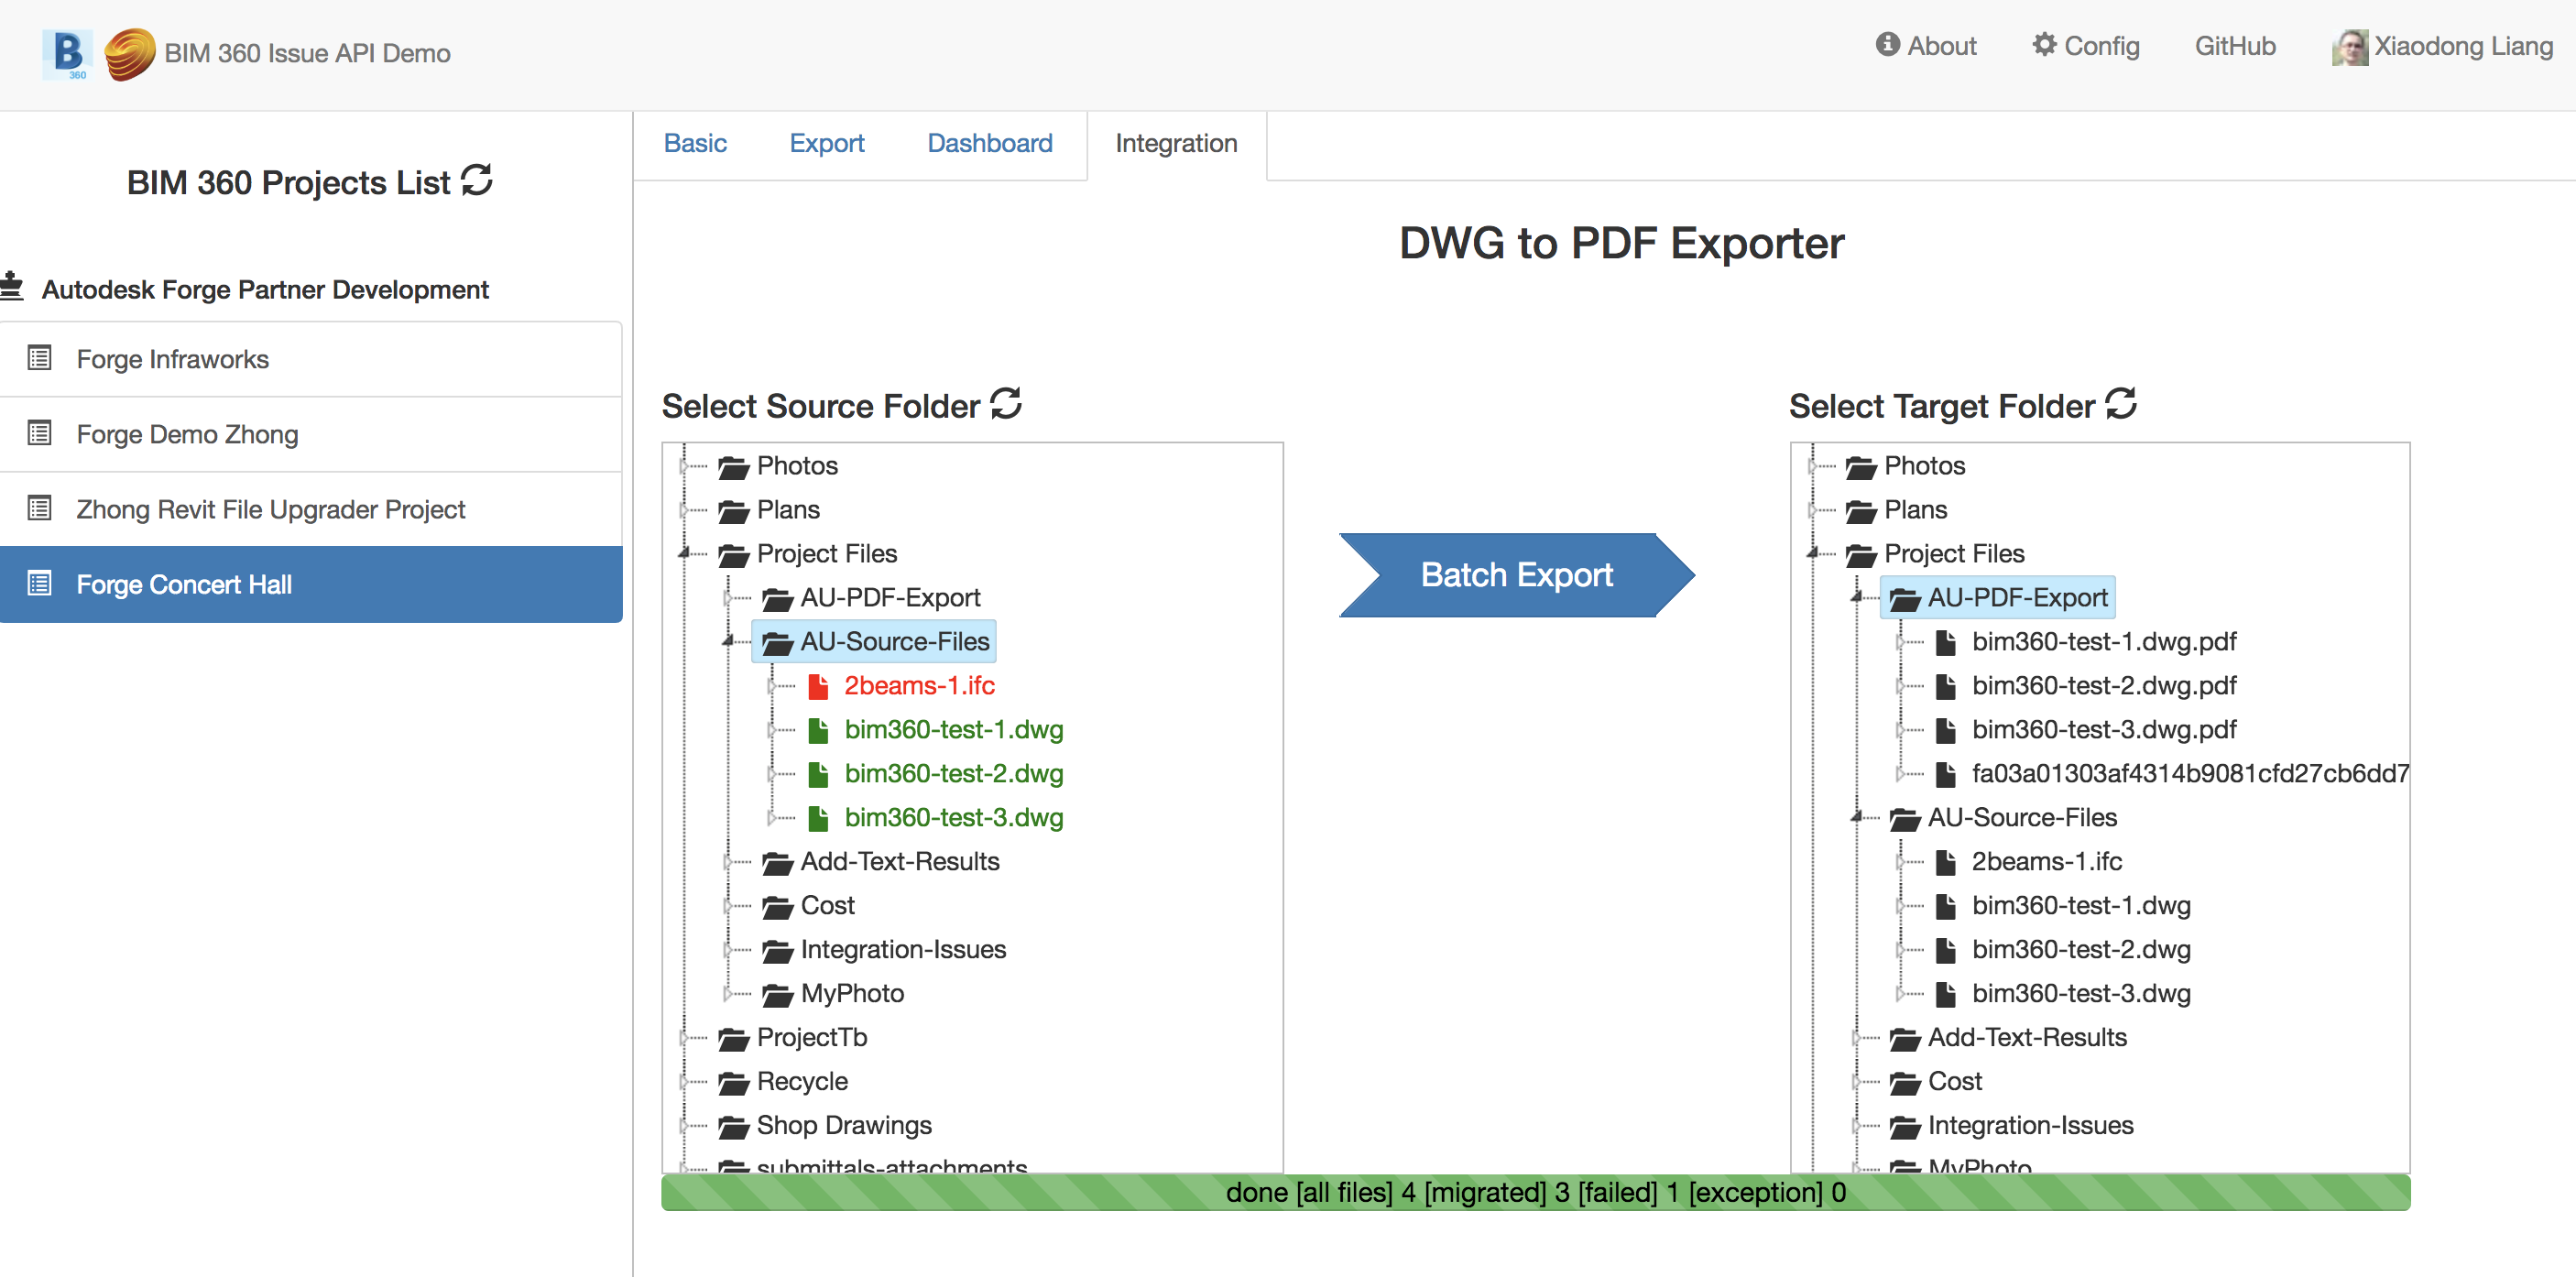 B
360
BIM 360 Issue API Demo
About
Config
GitHub
Xiaodong Liang
BIM 360 Projects List
Autodesk Forge Partner Development
Forge Infraworks
Forge Demo Zhong
Zhong Revit File Upgrader Project
Forge Concert Hall
Basic
Export
Dashboard
Integration
DWG to PDF Exporter
Select Source Folder
Photos
Plans
Project Files
AU-PDF-Export
AU-Source-Files
2beams-1.ifc
bim360-test-1.dwg
bim360-test-2.dwg
bim360-test-3.dwg
Add-Text-Results
Cost
Integration-Issues
MyPhoto
ProjectTb
Recycle
Shop Drawings
submittals-attachments
Batch Export
Select Target Folder
Photos
Plans
Project Files
AU-PDF-Export
bim360-test-1.dwg.pdf
bim360-test-2.dwg.pdf
bim360-test-3.dwg.pdf
fa03a01303af4314b9081cfd27cb6dd7
AU-Source-Files
2beams-1.ifc
bim360-test-1.dwg
bim360-test-2.dwg
bim360-test-3.dwg
Add-Text-Results
Cost
Integration-Issues
MyPhoto
done [all files] 4 [migrated] 3 [failed] 1 [exception] 0